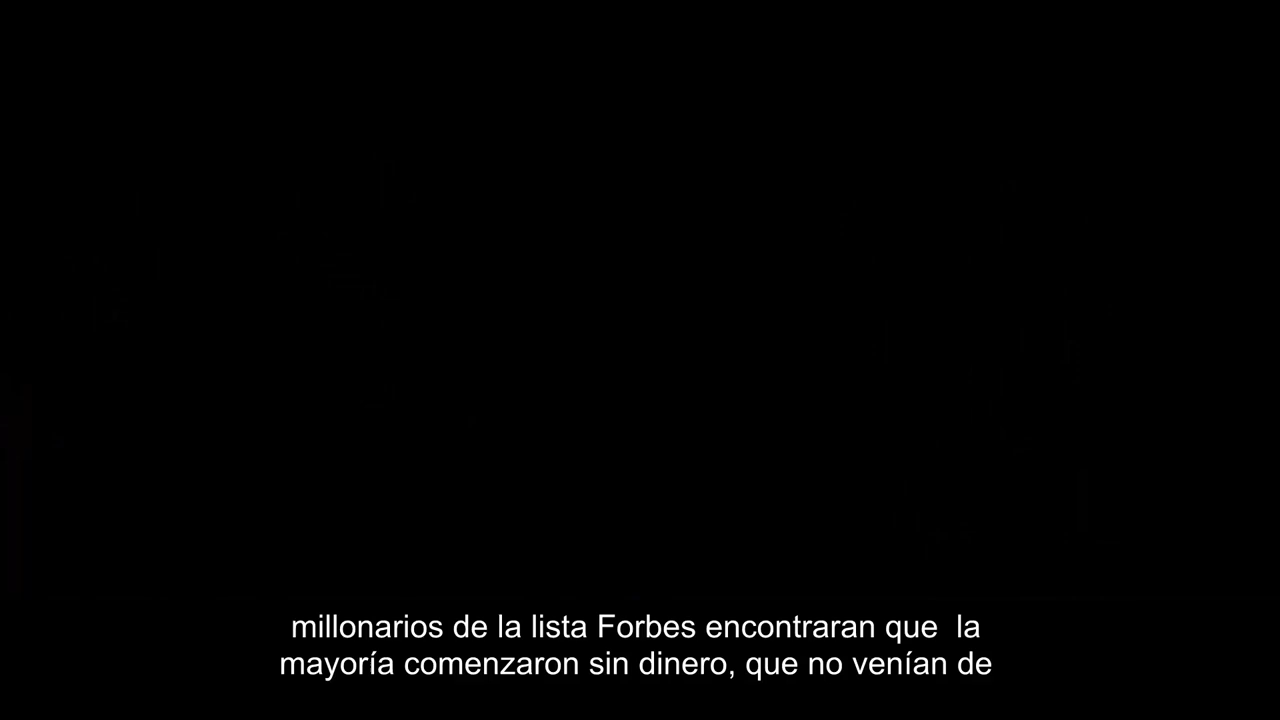 millonarios de la lista Forbes encontraran que  la
mayoría comenzaron sin dinero, que no venían de